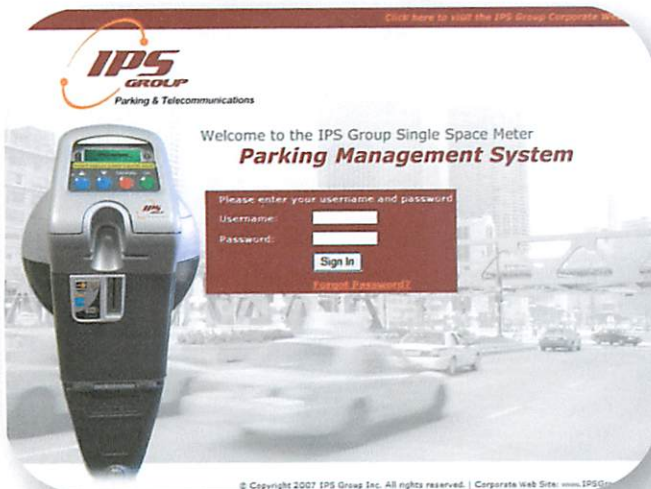 Click here to visit the IPS Group Corporate Web
IPS
GROUP
Parking & Telecommunications
Welcome to the IPS Group Single Space Meter
Parking Management System
Please enter your username and password
Username:
Password:
Sign In
Forgot Password?
IPS
© Copyright 2007 IPS Group Inc. All rights reserved. | Corporate Web Site: www.IPSGr